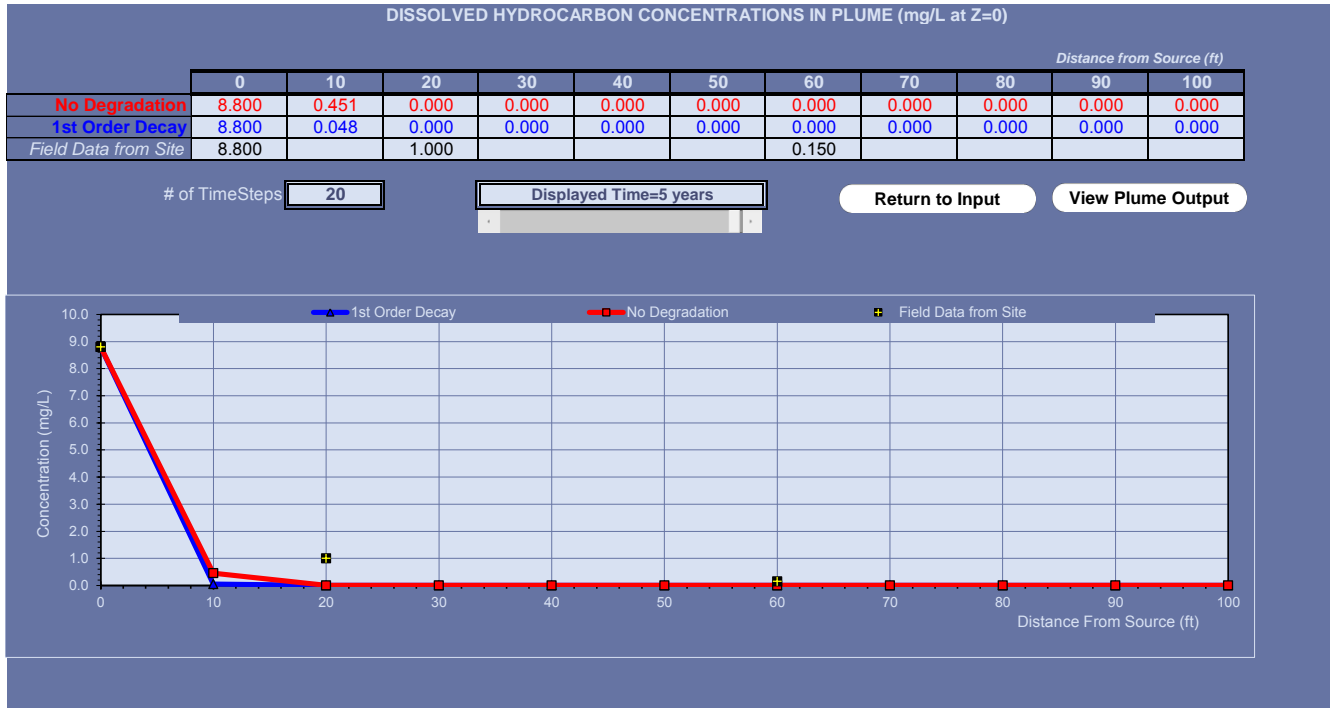 DISSOLVED HYDROCARBON CONCENTRATIONS IN PLUME (mg/L at Z=0)
Distance from Source (ft)
0 10 20 30 40 50 60 70 80 90 100
No Degradation 8.800 0.451 0.000 0.000 0.000 0.000 0.000 0.000 0.000 0.000 0.000
1st Order Decay 8.800 0.048 0.000 0.000 0.000 0.000 0.000 0.000 0.000 0.000 0.000
Field Data from Site 8.800 1.000 0.150
# of TimeSteps 20 Displayed Time=5 years Return to Input View Plume Output
1st Order Decay No Degradation Field Data from Site
10.0
9.0
8.0
7.0
6.0
5.0
4.0
3.0
2.0
1.0
0.0
Concentration (mg/L)
0 10 20 30 40 50 60 70 80 90 100
Distance From Source (ft)